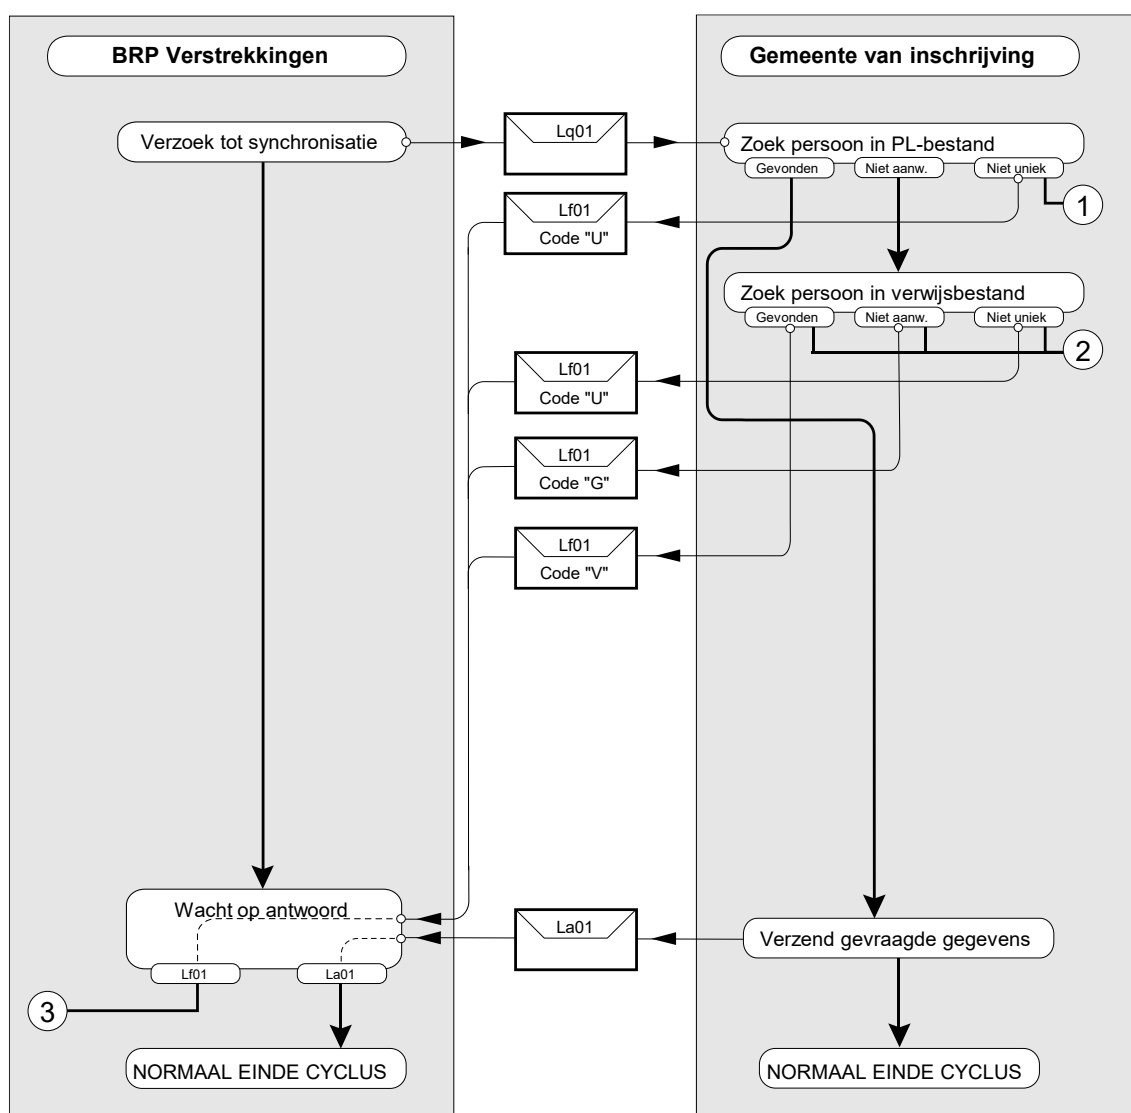 BRP Verstrekkingen
Gemeente van inschrijving
Verzoek tot synchronisatie
Lq01
Zoek persoon in PL-bestand
Gevonden
Niet aanw.
Niet uniek
1
Lf01
Code "U"
Zoek persoon in verwijsbestand
Gevonden
Niet aanw.
Niet uniek
2
Lf01
Code "U"
Lf01
Code "G"
Lf01
Code "V"
Wacht op antwoord
La01
Verzend gevraagde gegevens
Lf01
La01
3
NORMAAL EINDE CYCLUS
NORMAAL EINDE CYCLUS